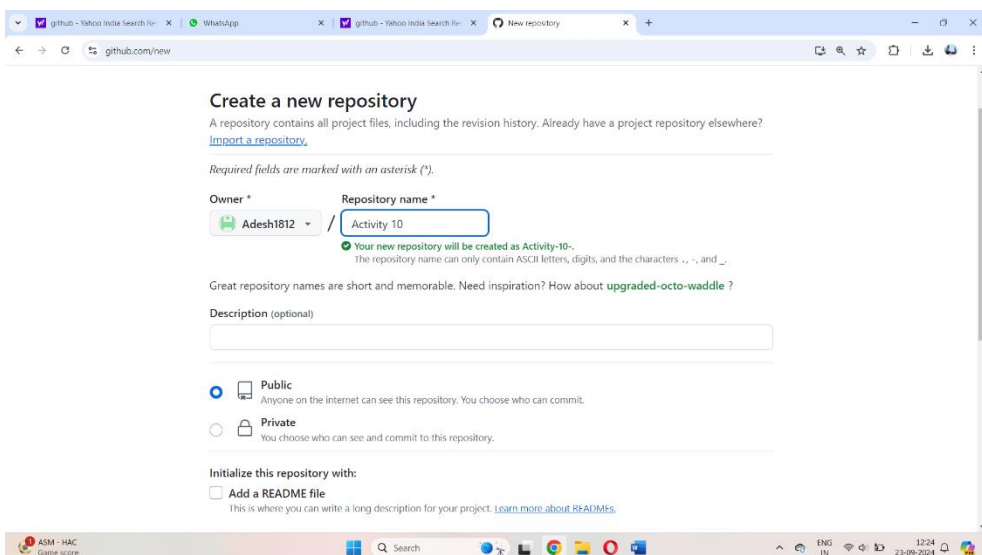 github - Yahoo India Search Re
WhatsApp
github - Yahoo India Search Re
New repository
github.com/new
Create a new repository
A repository contains all project files, including the revision history. Already have a project repository elsewhere?
Import a repository.
Required fields are marked with an asterisk (*).
Owner *
Repository name *
Adesh1812
/
Activity 10
Your new repository will be created as Activity-10-.
The repository name can only contain ASCII letters, digits, and the characters ., -, and _.
Great repository names are short and memorable. Need inspiration? How about upgraded-octo-waddle ?
Description (optional)
Public
Anyone on the internet can see this repository. You choose who can commit.
Private
You choose who can see and commit to this repository.
Initialize this repository with:
Add a README file
This is where you can write a long description for your project. Learn more about READMEs.
ASM - HAC
Game score
Search
ENG
IN
12:24
23-09-2024